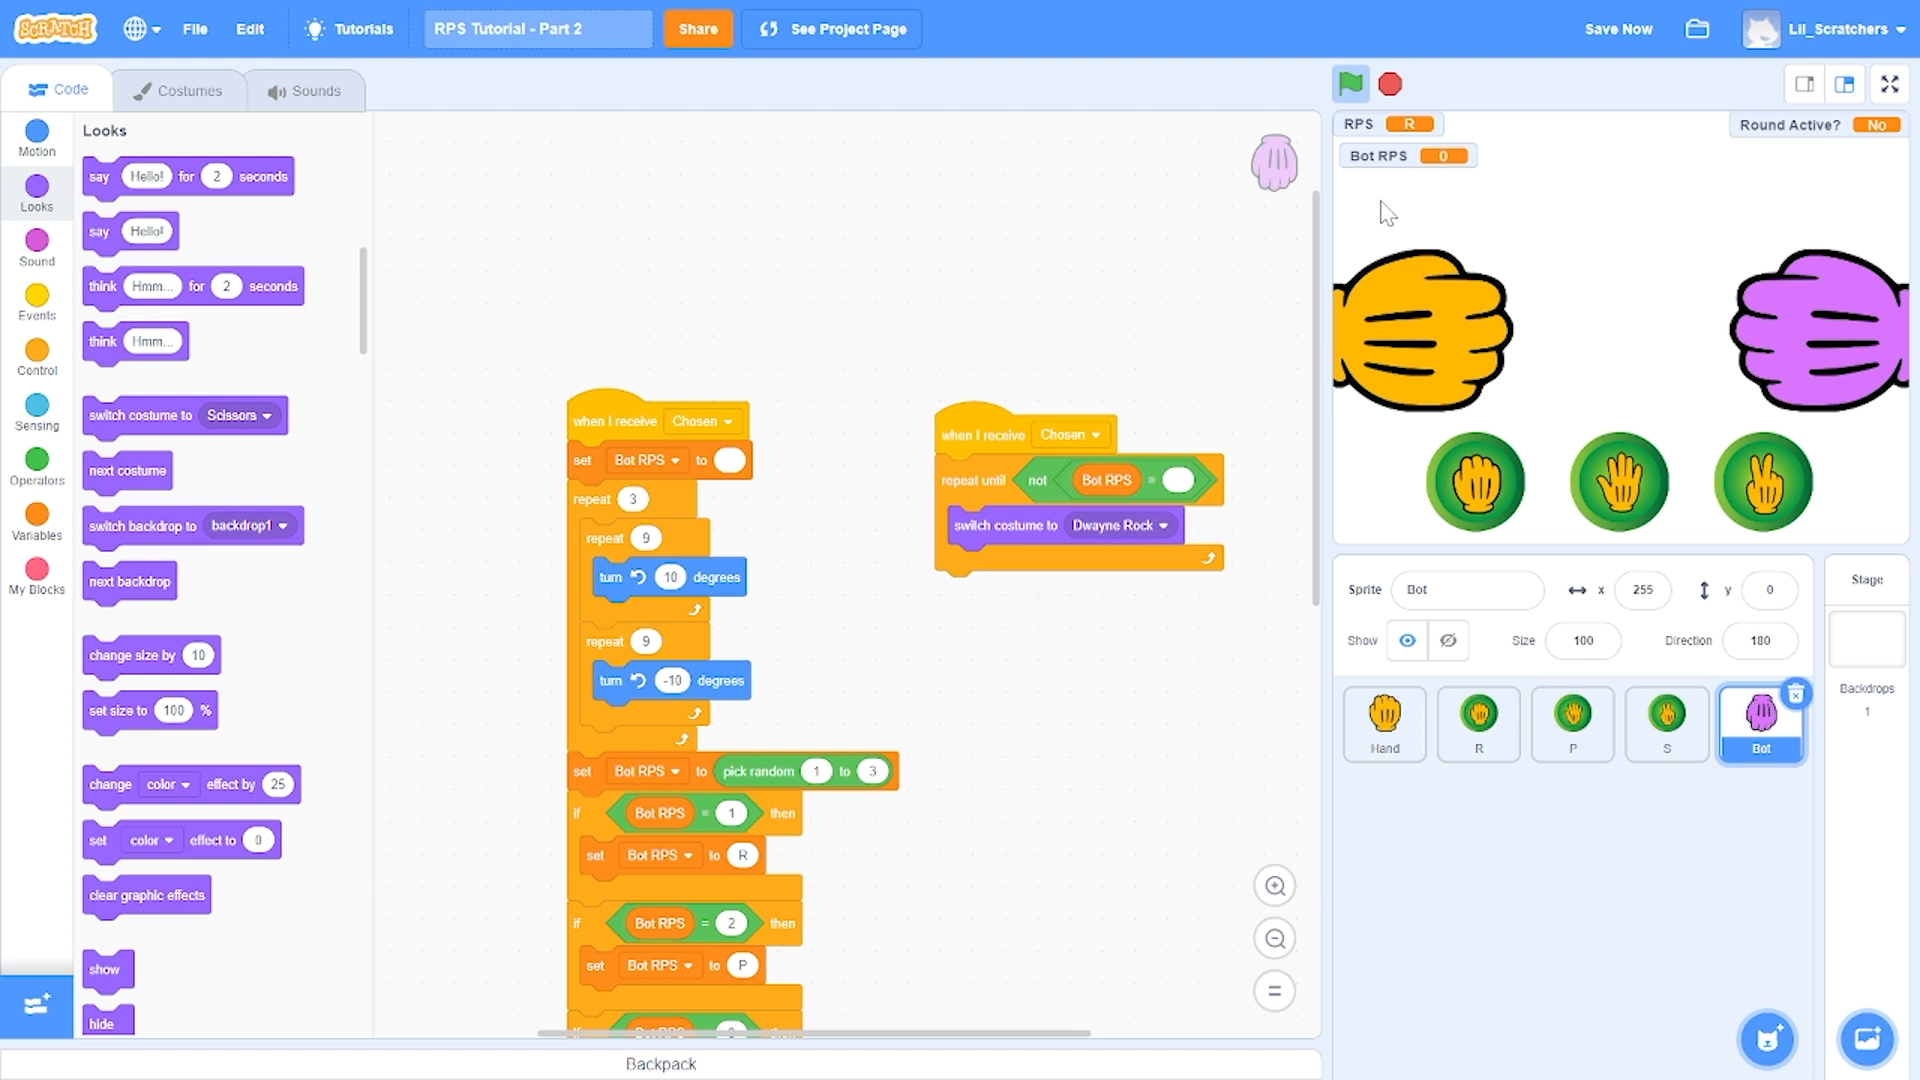 SCRATCH
File
Edit
Tutorials
RPS Tutorial - Part 2
Share
See Project Page
Save Now
Lil_Scratchers
Code
Costumes
Sounds
Motion
Looks
Sound
Events
Control
Sensing
Operators
Variables
My Blocks
Looks
say Hello! for 2 seconds
say Hello!
think Hmm... for 2 seconds
think Hmm...
switch costume to Scissors
next costume
switch backdrop to backdrop1
next backdrop
change size by 10
set size to 100 %
change color effect by 25
set color effect to 0
clear graphic effects
show
hide
when I receive Chosen
set Bot RPS to
repeat 3
repeat 9
turn 10 degrees
repeat 9
turn -10 degrees
set Bot RPS to pick random 1 to 3
if Bot RPS = 1 then
set Bot RPS to R
if Bot RPS = 2 then
set Bot RPS to P
when I receive Chosen
repeat until not Bot RPS =
switch costume to Dwayne Rock
Backpack
RPS R
Round Active? No
Bot RPS 0
Sprite Bot x 255 y 0
Show Size 100 Direction 180
Hand
R
P
S
Bot
Stage
Backdrops
1